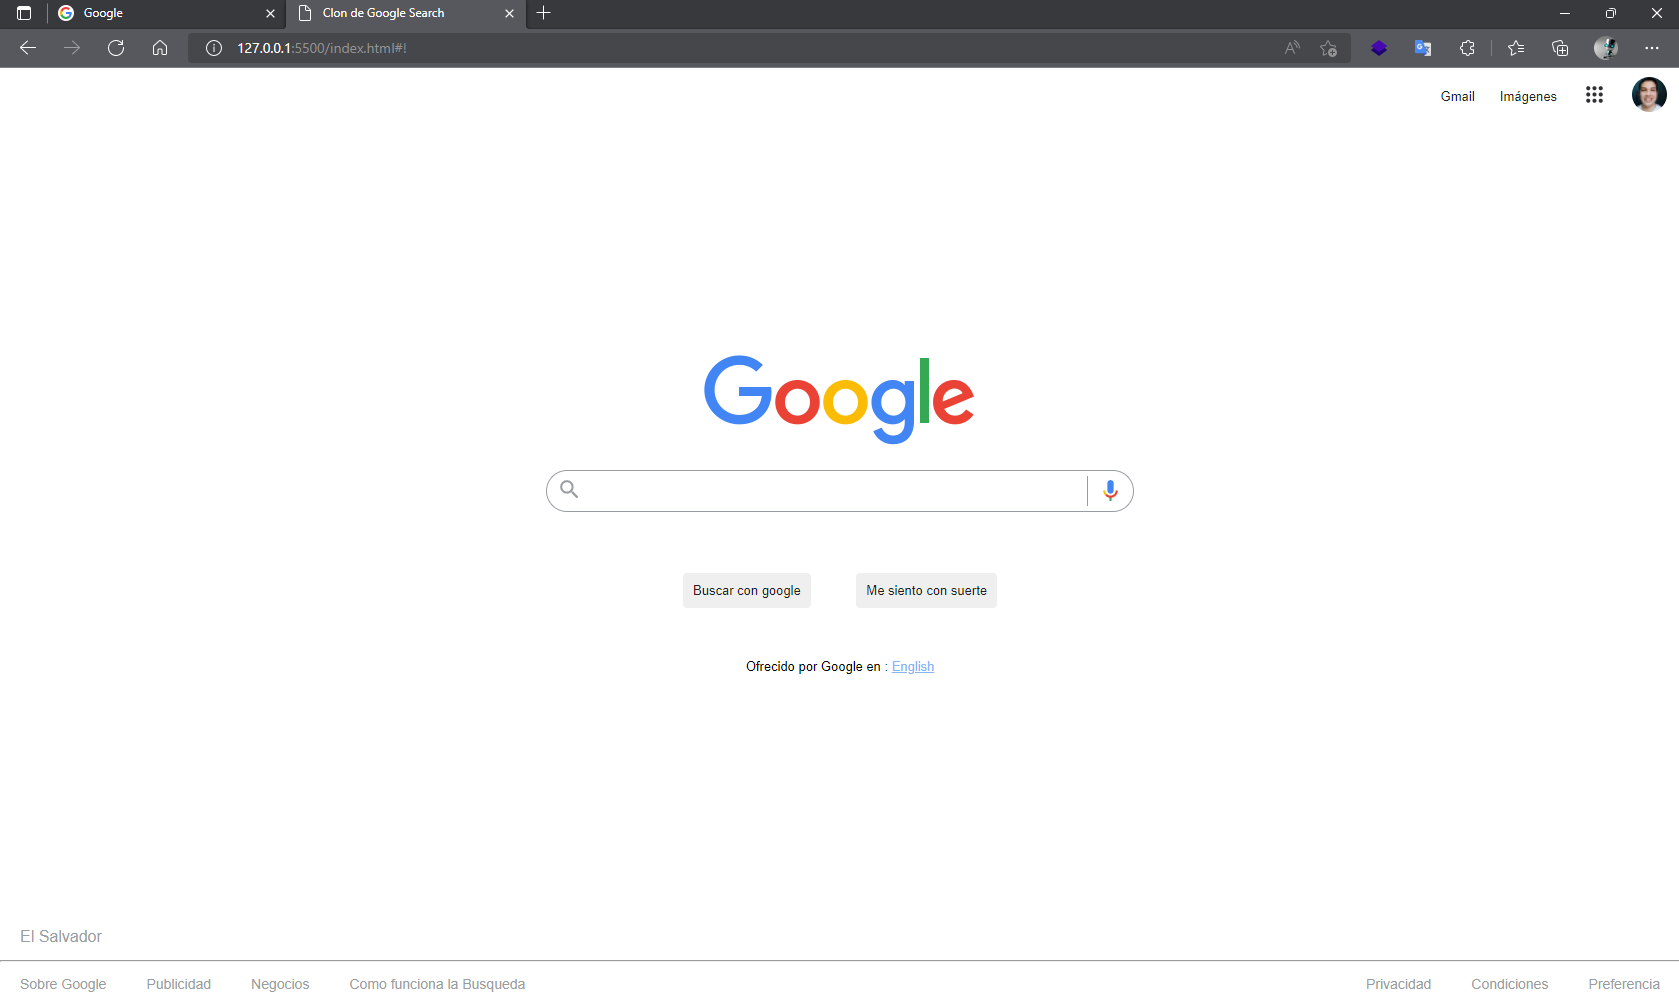 Google
Clon de Google Search
127.0.0.1:5500/index.html#!
Gmail
Imágenes
Google
Buscar con google
Me siento con suerte
Ofrecido por Google en : English
El Salvador
Sobre Google
Publicidad
Negocios
Como funciona la Busqueda
Privacidad
Condiciones
Preferencia